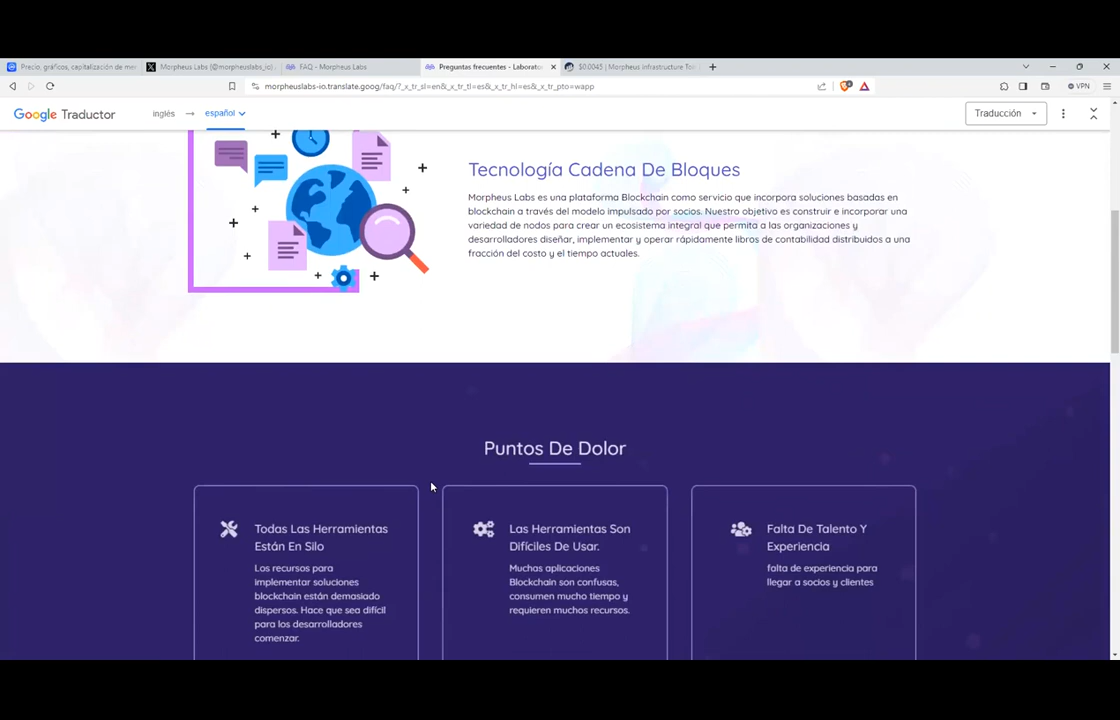 Precio, gráficos, capitalización de me
Morpheus Labs (@morpheuslabs_io)
FAQ - Morpheus Labs
Preguntas frecuentes - Laborato
$0.0045 | Morpheus Infrastructure To
morpheuslabs-io.translate.goog/faq/?_x_tr_sl=en&_x_tr_tl=es&_x_tr_hl=es&_x_tr_pto=wapp
VPN
Google Traductor
inglés
español
Traducción
Tecnología Cadena De Bloques
Morpheus Labs es una plataforma Blockchain como servicio que incorpora soluciones basadas en
blockchain a través del modelo impulsado por socios. Nuestro objetivo es construir e incorporar una
variedad de nodos para crear un ecosistema integral que permita a las organizaciones y
desarrolladores diseñar, implementar y operar rápidamente libros de contabilidad distribuidos a una
fracción del costo y el tiempo actuales.
Puntos De Dolor
Todas Las Herramientas
Están En Silo
Los recursos para
implementar soluciones
blockchain están demasiado
dispersos. Hace que sea difícil
para los desarrolladores
comenzar.
Las Herramientas Son
Difíciles De Usar.
Muchas aplicaciones
Blockchain son confusas,
consumen mucho tiempo y
requieren muchos recursos.
Falta De Talento Y
Experiencia
falta de experiencia para
llegar a socios y clientes